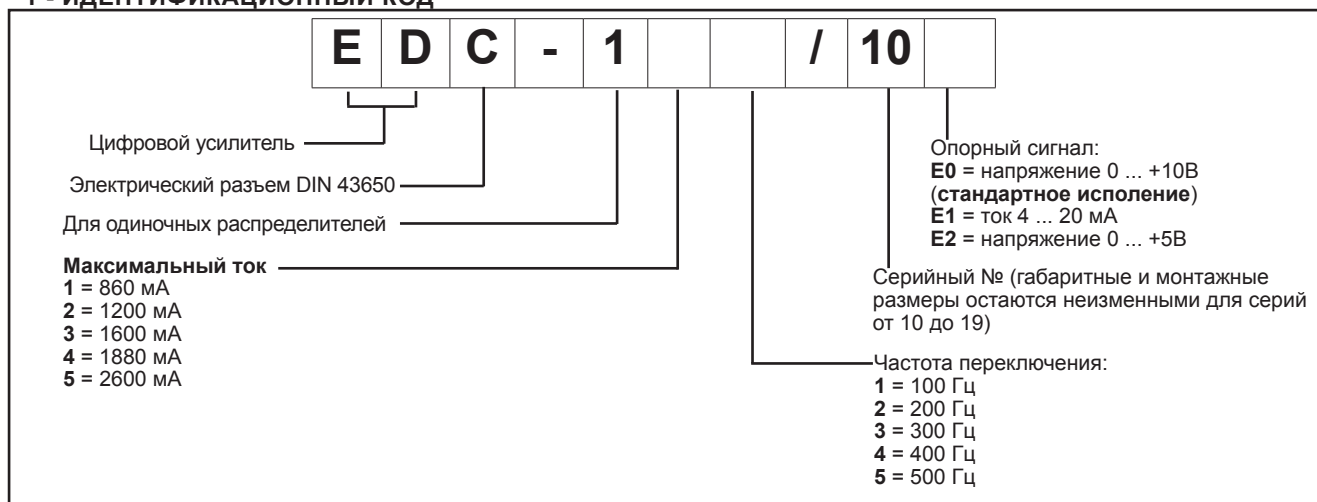 1 - ИДЕНТИФИКАЦИОННЫЙ КОД
E D C - 1 / 10
Цифровой усилитель
Электрический разъем DIN 43650
Для одиночных распределителей
Максимальный ток
1 = 860 мА
2 = 1200 мА
3 = 1600 мА
4 = 1880 мА
5 = 2600 мА
Опорный сигнал:
E0 = напряжение 0 ... +10В
(стандартное исполение)
E1 = ток 4 ... 20 мА
E2 = напряжение 0 ... +5В
Серийный № (габаритные и монтажные
размеры остаются неизменными для серий
от 10 до 19)
Частота переключения:
1 = 100 Гц
2 = 200 Гц
3 = 300 Гц
4 = 400 Гц
5 = 500 Гц